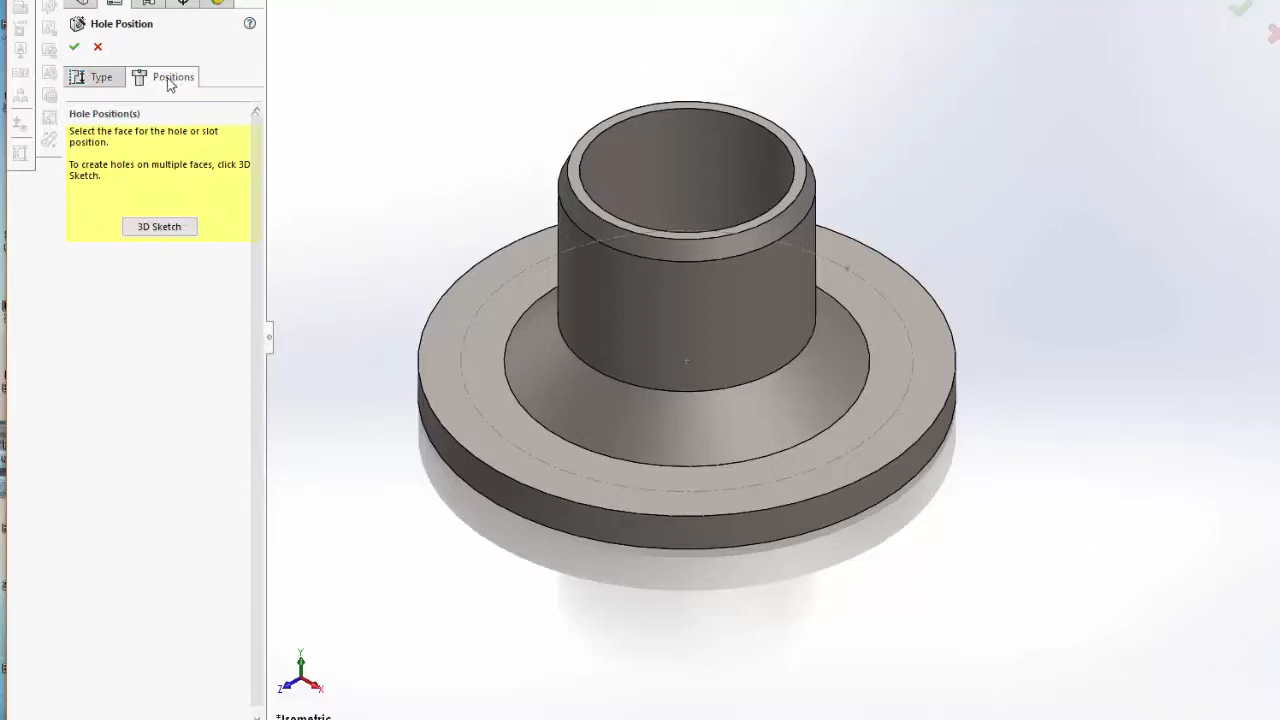 Hole Position
?
Type
Positions
Hole Position(s)
Select the face for the hole or slot
position.
To create holes on multiple faces, click 3D
Sketch.
3D Sketch
Y
Z
X
*Isometric